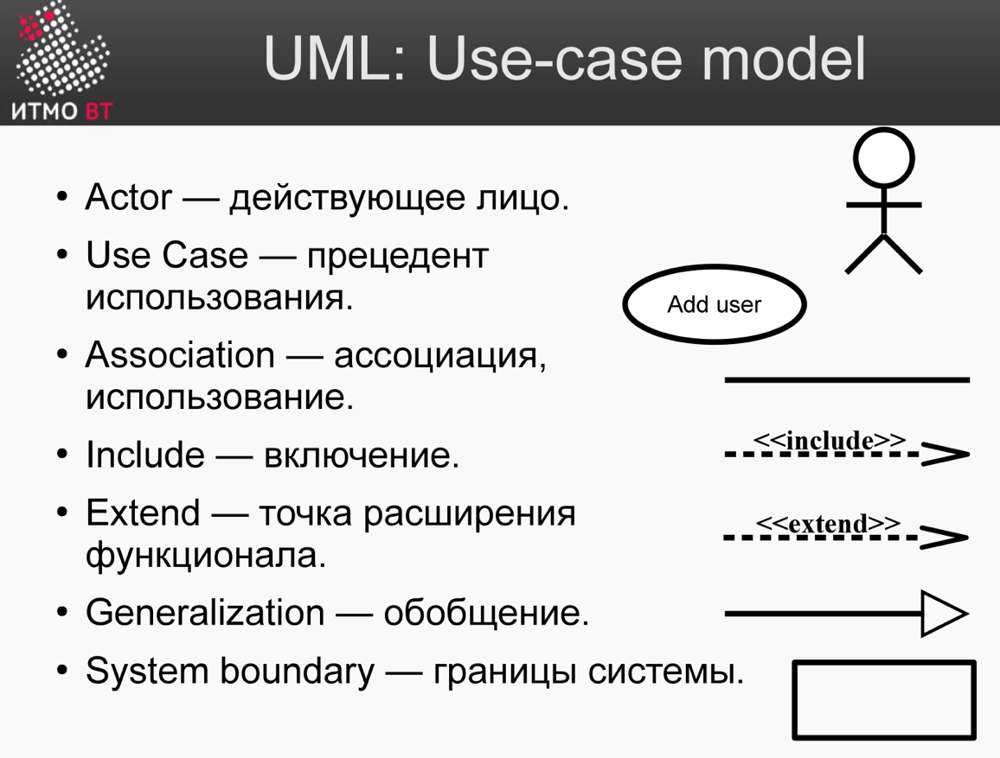 ИТМО ВТ
UML: Use-case model
• Actor — действующее лицо.
• Use Case — прецедент
использования.
Add user
• Association — ассоциация,
использование.
• Include — включение.
<<include>>
• Extend — точка расширения
функционала.
<<extend>>
• Generalization — обобщение.
• System boundary — границы системы.